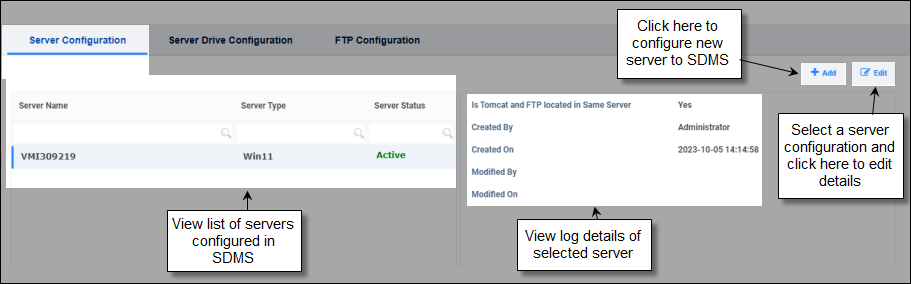 Server Configuration
Server Drive Configuration
FTP Configuration
Click here to
configure new
server to SDMS
Add
Edit
Server Name
Server Type
Server Status
VMI309219
Win11
Active
Is Tomcat and FTP located in Same Server
Yes
Created By
Administrator
Created On
2023-10-05 14:14:58
Modified By
Modified On
Select a server
configuration and
click here to edit
details
View list of servers
configured in
SDMS
View log details of
selected server